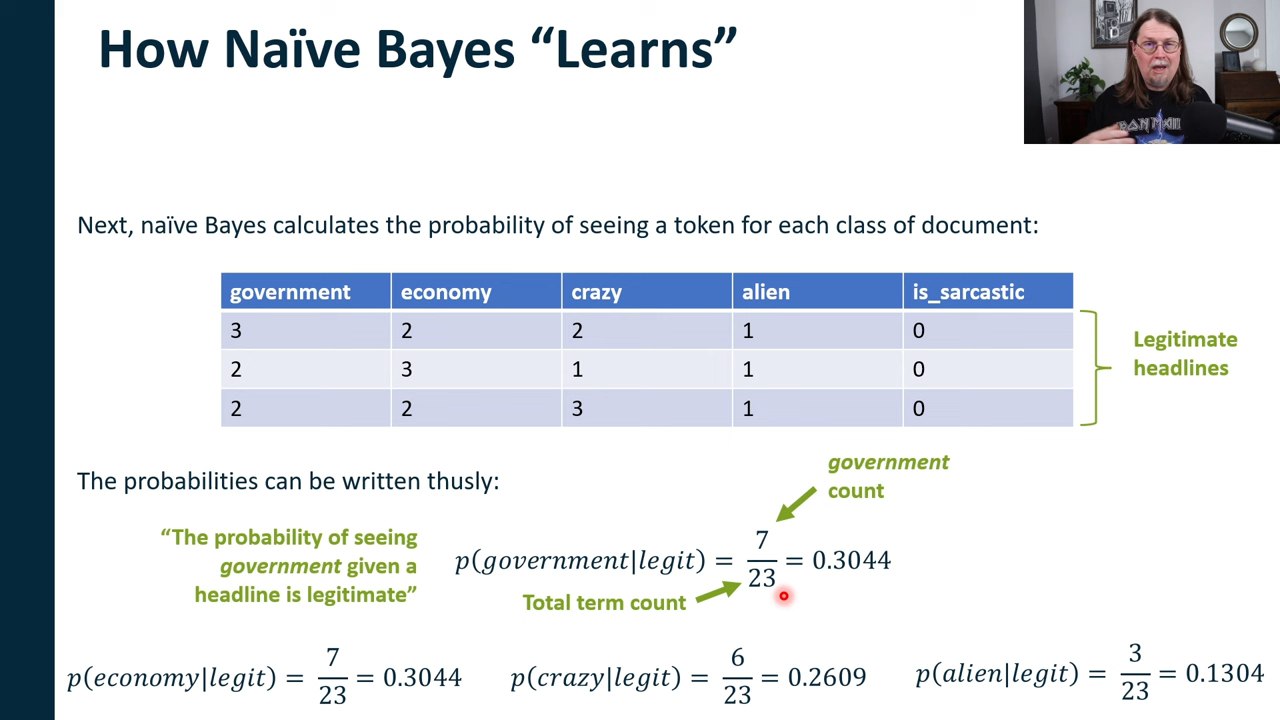 How Naïve Bayes “Learns”
Next, naïve Bayes calculates the probability of seeing a token for each class of document:
government economy crazy alien is_sarcastic
3 2 2 1 0
2 3 1 1 0
2 2 3 1 0
Legitimate
headlines
The probabilities can be written thusly:
government
count
“The probability of seeing
government given a
headline is legitimate”
p(government|legit) = 7/23 = 0.3044
Total term count
p(economy|legit) = 7/23 = 0.3044
p(crazy|legit) = 6/23 = 0.2609
p(alien|legit) = 3/23 = 0.1304